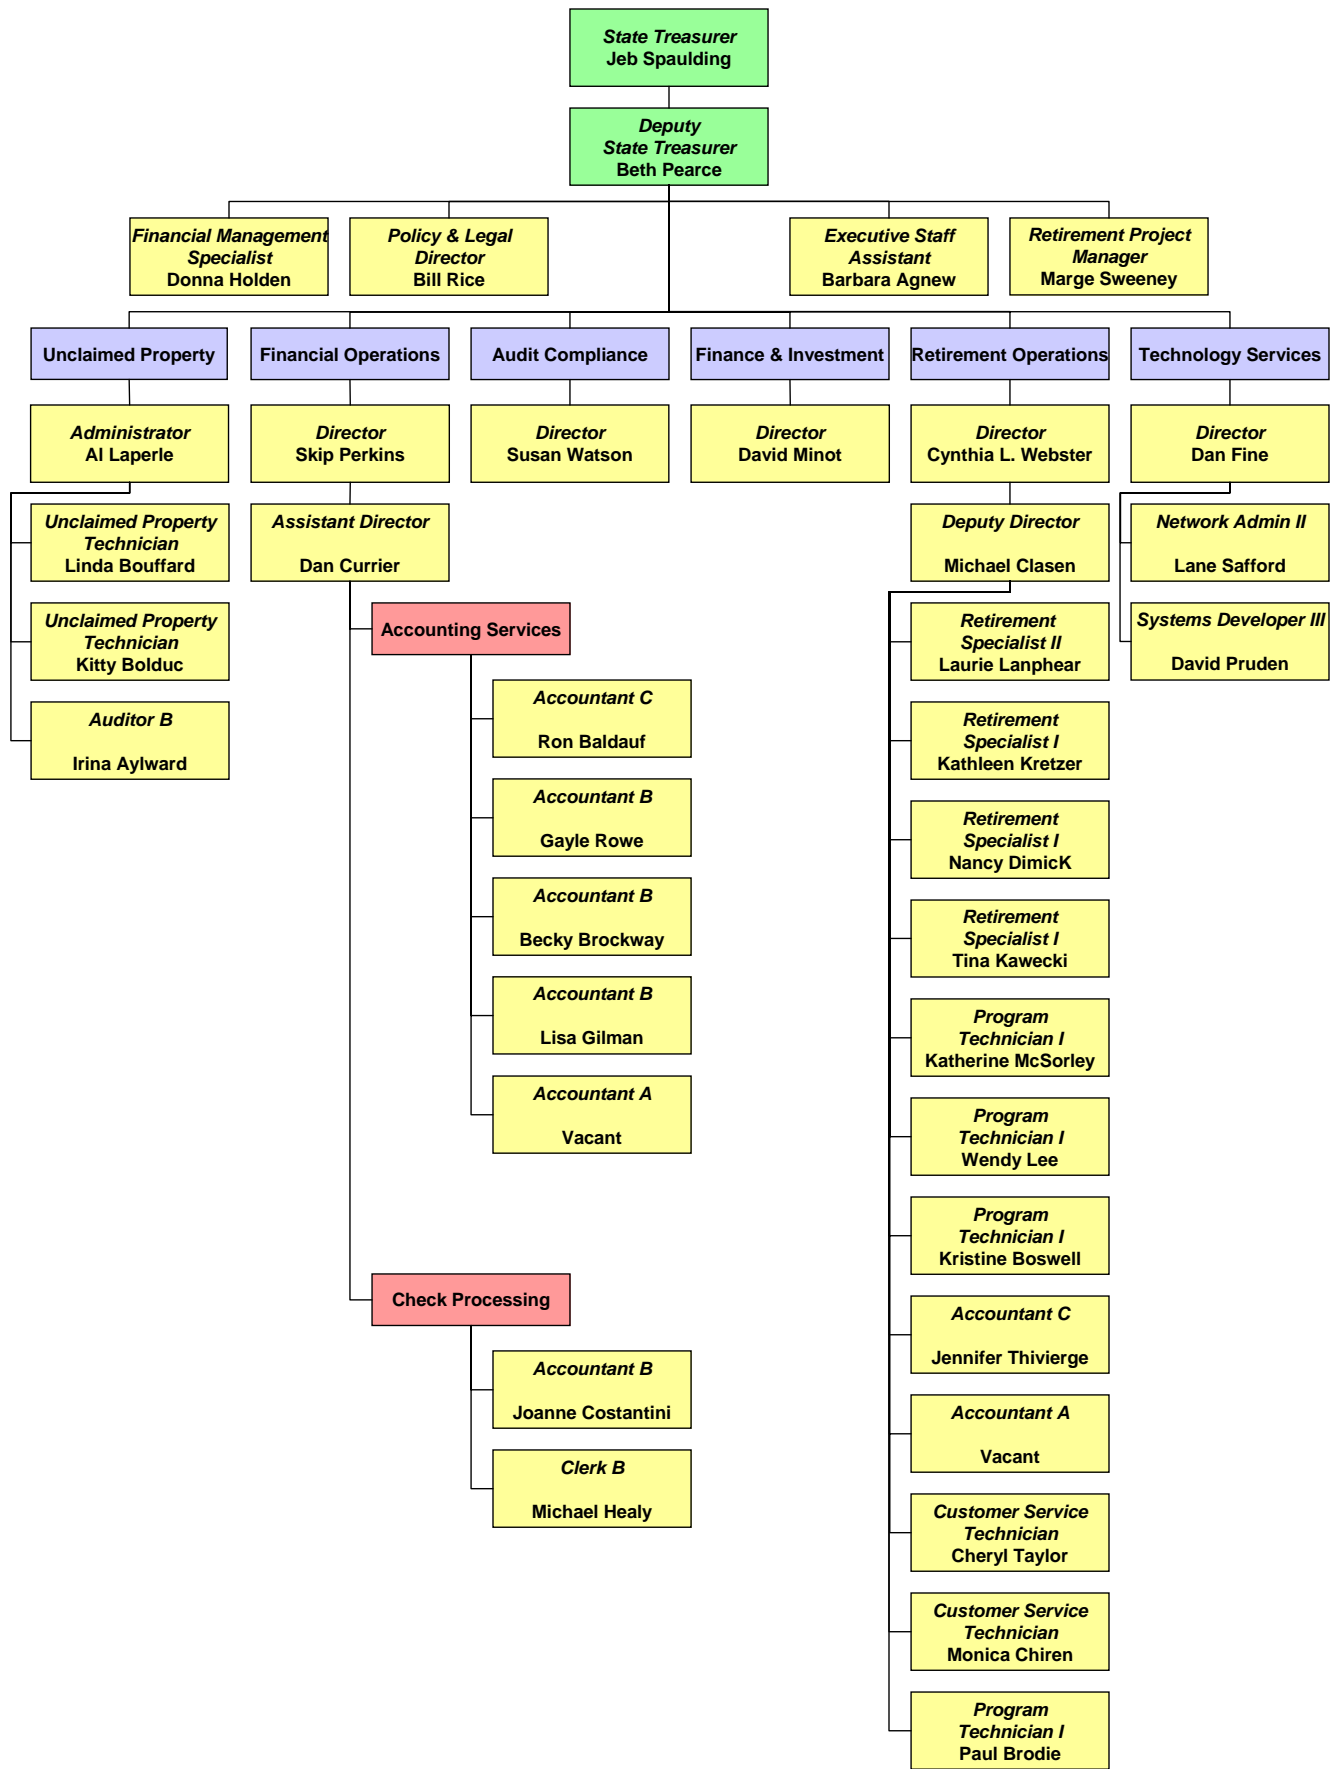 State Treasurer
Jeb Spaulding
Deputy
State Treasurer
Beth Pearce
Financial Management
Specialist
Donna Holden
Policy & Legal
Director
Bill Rice
Executive Staff
Assistant
Barbara Agnew
Retirement Project
Manager
Marge Sweeney
Unclaimed Property
Financial Operations
Audit Compliance
Finance & Investment
Retirement Operations
Technology Services
Administrator
Al Laperle
Director
Skip Perkins
Director
Susan Watson
Director
David Minot
Director
Cynthia L. Webster
Director
Dan Fine
Unclaimed Property
Technician
Linda Bouffard
Unclaimed Property
Technician
Kitty Bolduc
Auditor B
Irina Aylward
Assistant Director
Dan Currier
Accounting Services
Accountant C
Ron Baldauf
Accountant B
Gayle Rowe
Accountant B
Becky Brockway
Accountant B
Lisa Gilman
Accountant A
Vacant
Check Processing
Accountant B
Joanne Costantini
Clerk B
Michael Healy
Deputy Director
Michael Clasen
Retirement
Specialist II
Laurie Lanphear
Retirement
Specialist I
Kathleen Kretzer
Retirement
Specialist I
Nancy DimicK
Retirement
Specialist I
Tina Kawecki
Program
Technician I
Katherine McSorley
Program
Technician I
Wendy Lee
Program
Technician I
Kristine Boswell
Accountant C
Jennifer Thivierge
Accountant A
Vacant
Customer Service
Technician
Cheryl Taylor
Customer Service
Technician
Monica Chiren
Program
Technician I
Paul Brodie
Network Admin II
Lane Safford
Systems Developer III
David Pruden